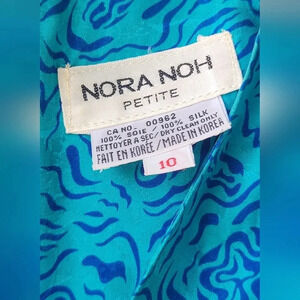 NORA NOH
PETITE
CA NO. 00962
100% SOIE / 100% SILK
NETTOYER A SEC / DRY CLEAN ONLY
FAIT EN KORÉE / MADE IN KOREA
10